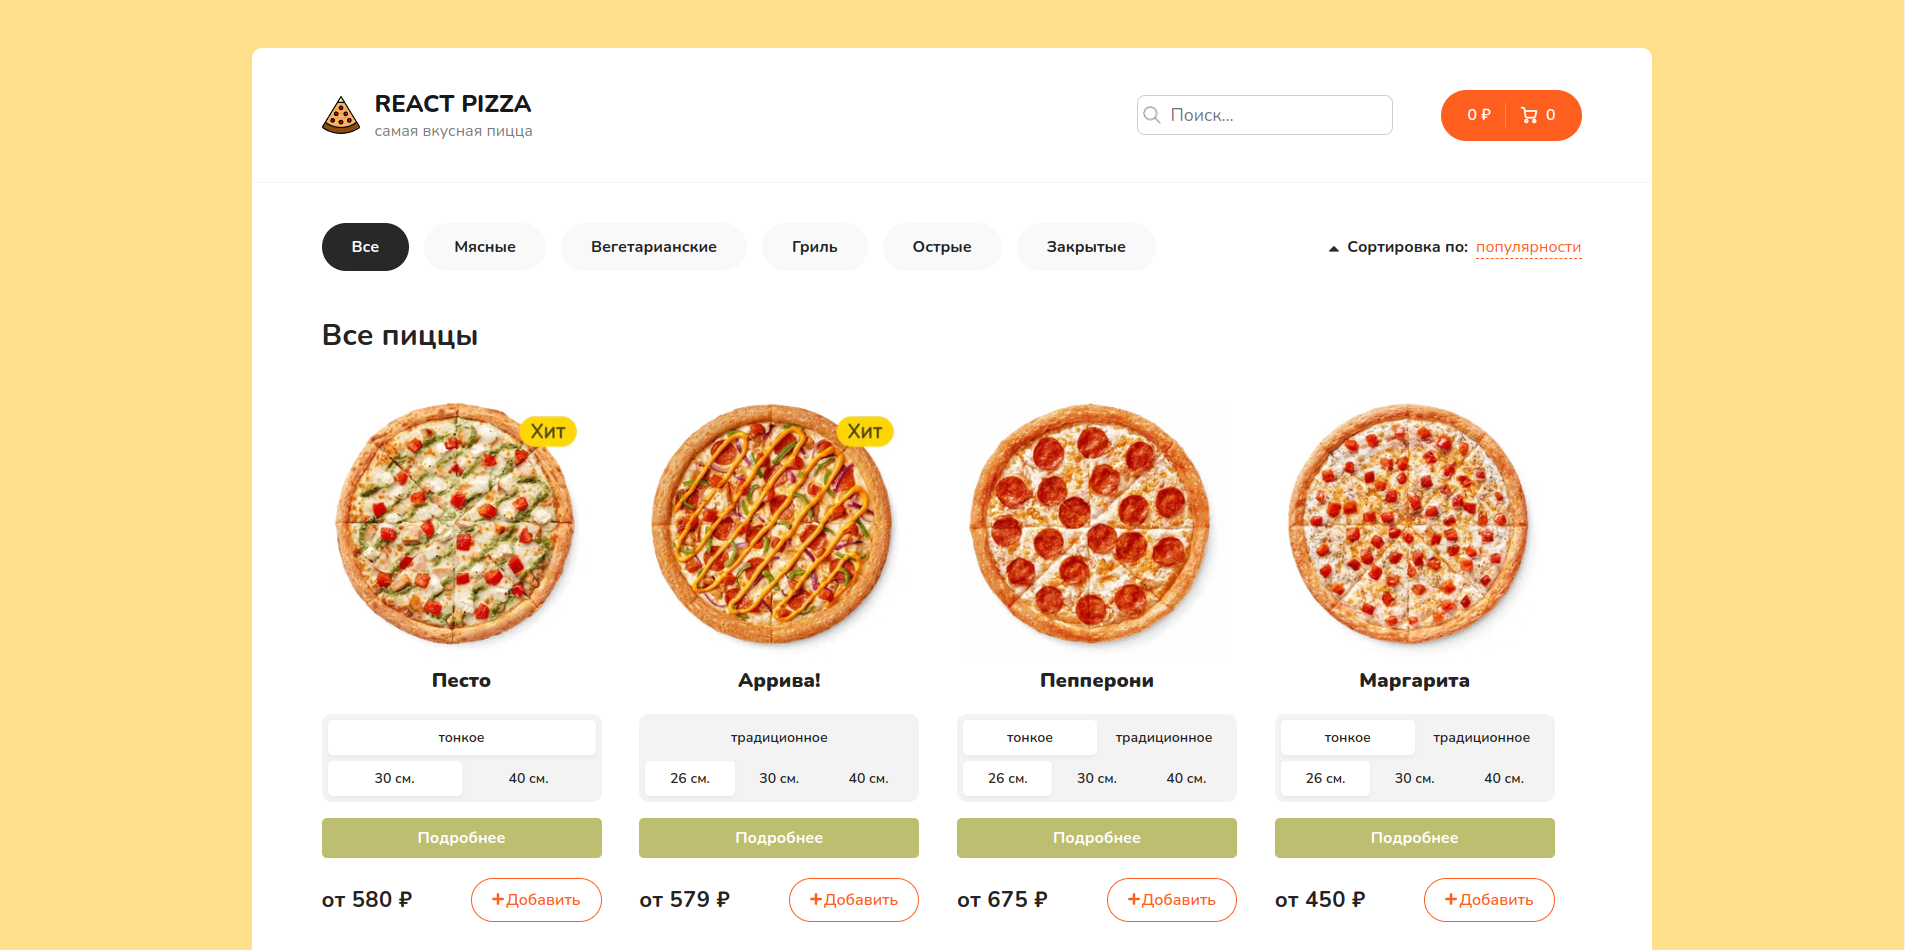 REACT PIZZA
самая вкусная пицца
Поиск...
0 ₽ 0
Все Мясные Вегетарианские Гриль Острые Закрытые Сортировка по: популярности
Все пиццы
Хит Хит
Песто Аррива! Пепперони Маргарита
тонкое традиционное тонкое традиционное тонкое традиционное
30 см. 40 см. 26 см. 30 см. 40 см. 26 см. 30 см. 40 см. 26 см. 30 см. 40 см.
Подробнее Подробнее Подробнее Подробнее
от 580 ₽ +Добавить от 579 ₽ +Добавить от 675 ₽ +Добавить от 450 ₽ +Добавить